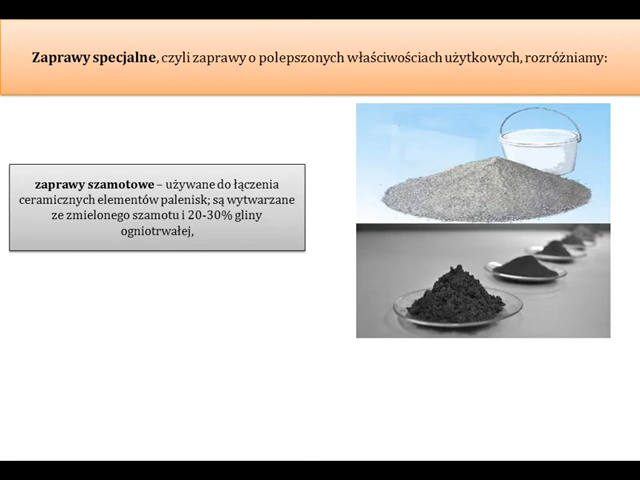 Zaprawy specjalne, czyli zaprawy o polepszonych właściwościach użytkowych, rozróżniamy:
zaprawy szamotowe – używane do łączenia
ceramicznych elementów palenisk; są wytwarzane
ze zmielonego szamotu i 20-30% gliny
ogniotrwałej,